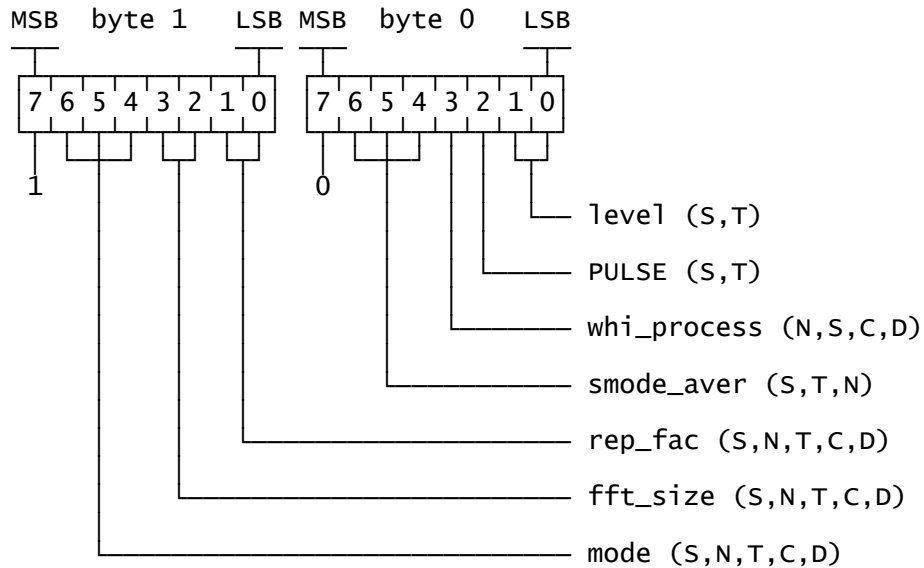 MSB byte 1 LSB MSB byte 0 LSB
7 6 5 4 3 2 1 0 7 6 5 4 3 2 1 0
1 0
level (S,T)
PULSE (S,T)
whi_process (N,S,C,D)
smode_aver (S,T,N)
rep_fac (S,N,T,C,D)
fft_size (S,N,T,C,D)
mode (S,N,T,C,D)